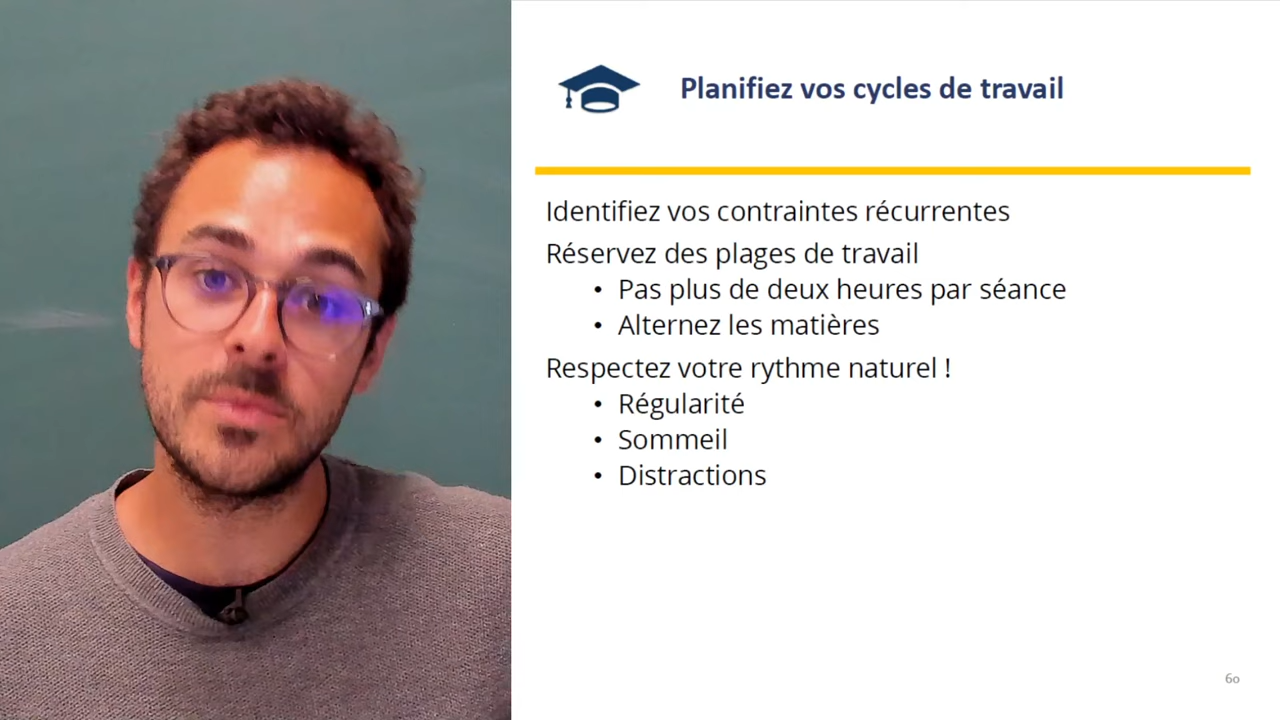 Planifiez vos cycles de travail
Identifiez vos contraintes récurrentes
Réservez des plages de travail
• Pas plus de deux heures par séance
• Alternez les matières
Respectez votre rythme naturel !
• Régularité
• Sommeil
• Distractions
60